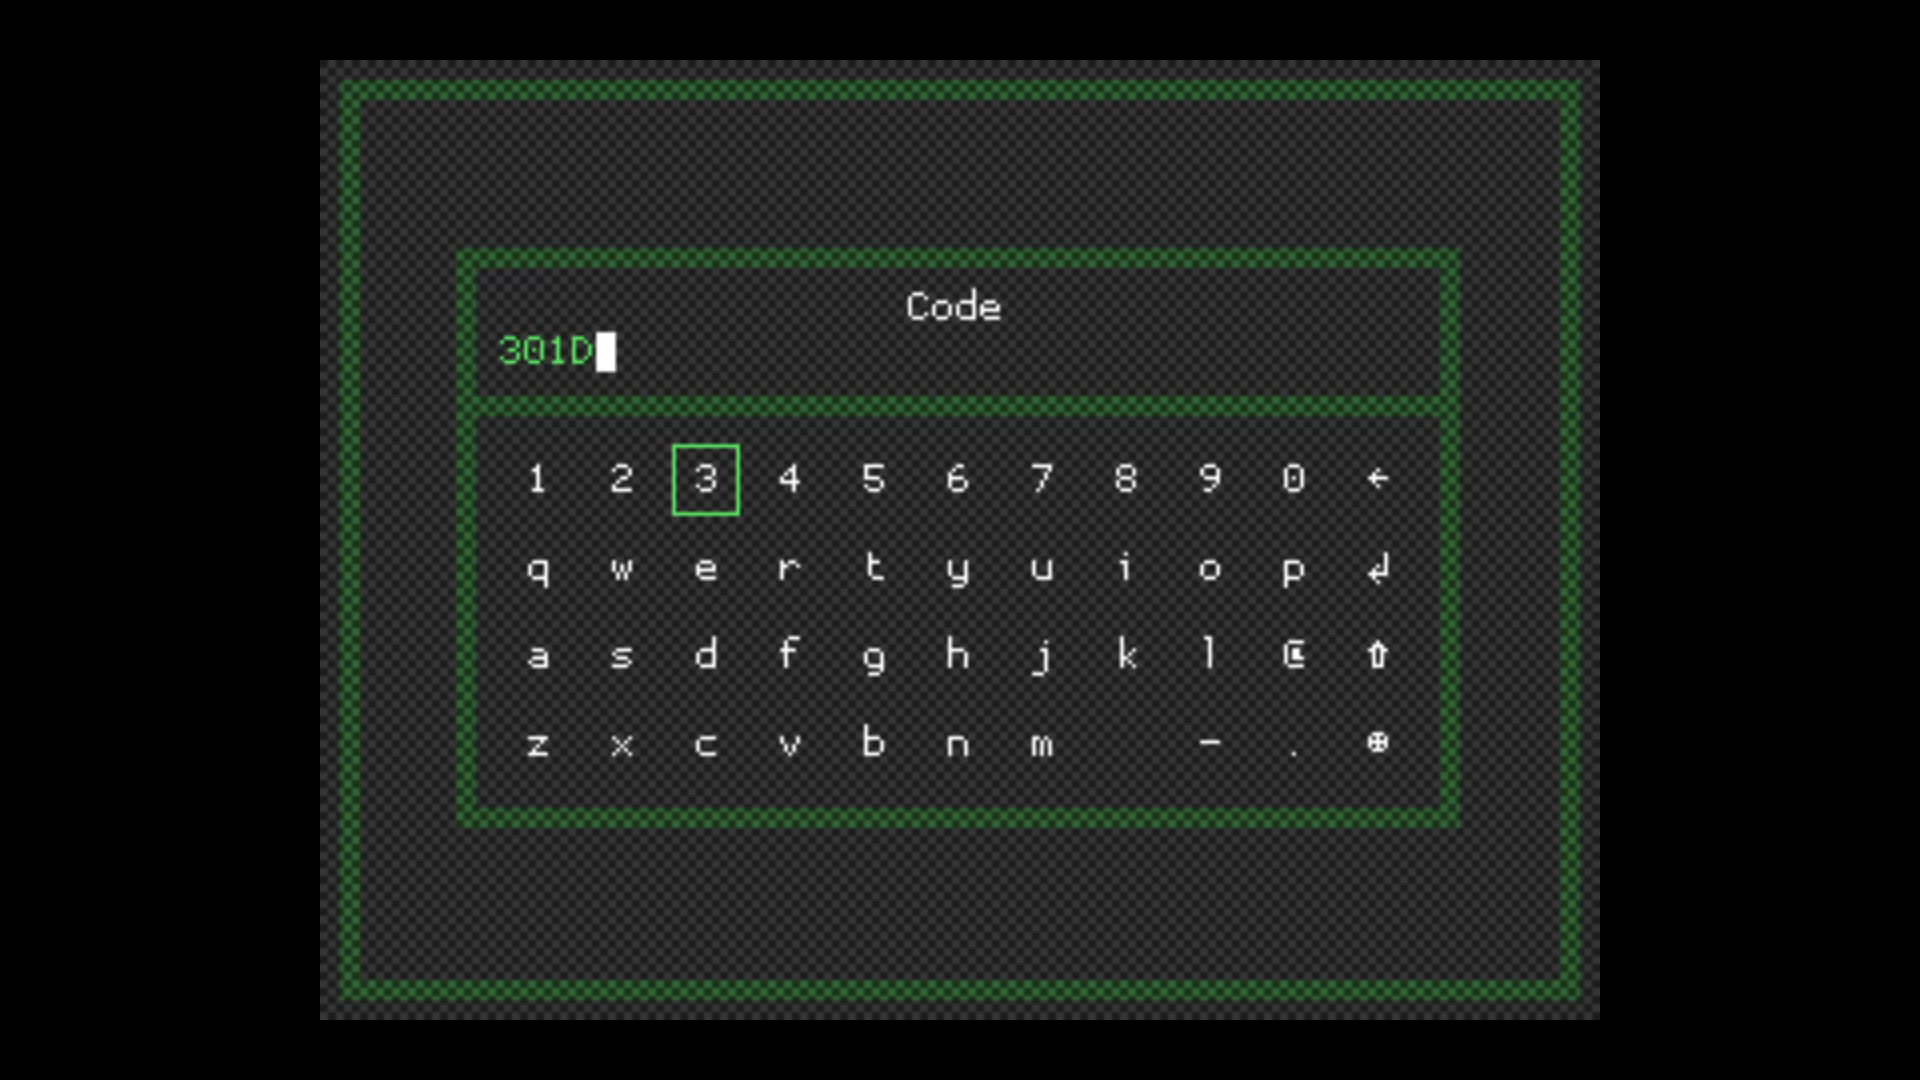 Code
301D
1 2 3 4 5 6 7 8 9 0 ←
q w e r t y u i o p ↲
a s d f g h j k l @ ⇧
z x c v b n m - . ⊕